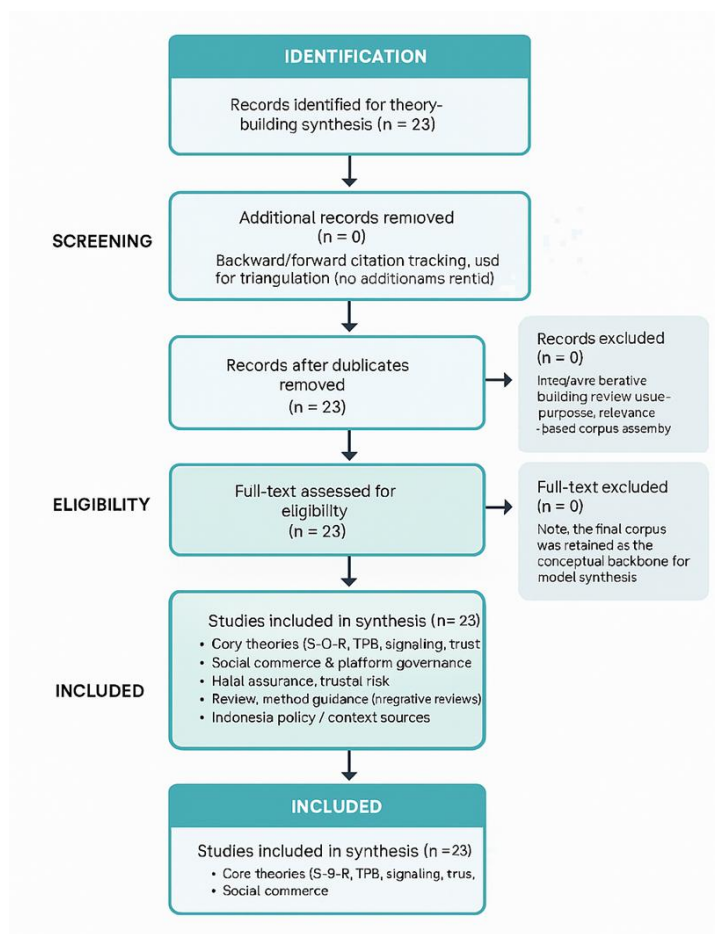 IDENTIFICATION
Records identified for theory-
building synthesis (n = 23)
SCREENING
Additional records removed
(n = 0)
Backward/forward citation tracking, usd
for triangulation (no additionams rentid)
Records after dublicates
removed
(n = 23)
Records excluded
(n = 0)
Inteq/avre berative
building review usue-
purposse, relevance
-based corpus assemby
ELIGIBILITY
Full-text assessed for
eligibility
(n = 23)
Full-text excluded
(n = 0)
Note, the final corpus
was retained as the
conceptual backbone for
model synthesis
INCLUDED
Studies included in synthesis (n= 23)
• Cory theories (S-O-R, TPB, signaling, trust
• Social commerce & platform governance
• Halal assurance, trustal risk
• Review, method guidance (nregrative reviews)
• Indonesia policy / context sources
INCLUDED
Studies included in synthesis (n =23)
• Core theories (S-9-R, TPB, signaling, trus,
• Social commerce